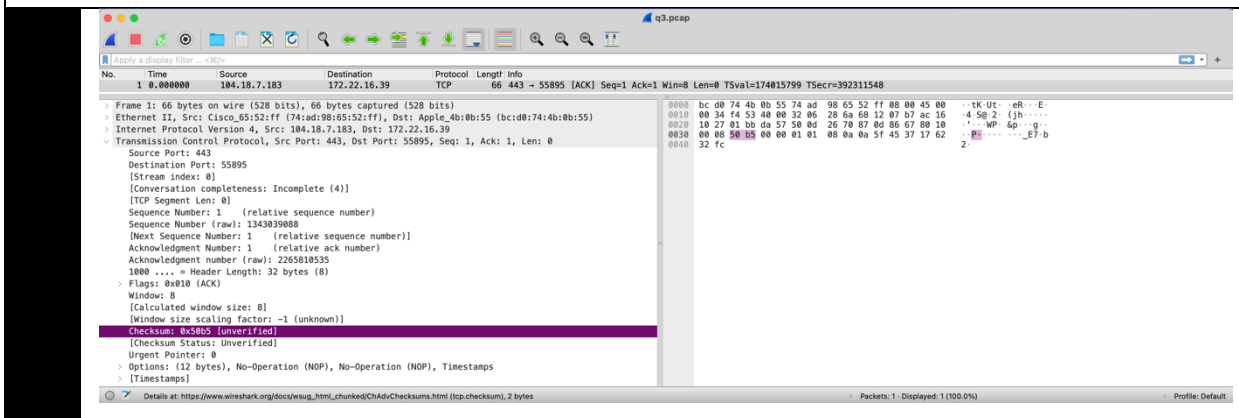 q3.pcap
Apply a display filter ... <⌘/>
No. Time Source Destination Protocol Length Info
1 0.000000 104.18.7.183 172.22.16.39 TCP 66 443 → 55895 [ACK] Seq=1 Ack=1 Win=8 Len=0 TSval=174015799 TSecr=392311548
Frame 1: 66 bytes on wire (528 bits), 66 bytes captured (528 bits)
Ethernet II, Src: Cisco_65:52:ff (74:ad:98:65:52:ff), Dst: Apple_4b:0b:55 (bc:d0:74:4b:0b:55)
Internet Protocol Version 4, Src: 104.18.7.183, Dst: 172.22.16.39
Transmission Control Protocol, Src Port: 443, Dst Port: 55895, Seq: 1, Ack: 1, Len: 0
Source Port: 443
Destination Port: 55895
[Stream index: 0]
[Conversation completeness: Incomplete (4)]
[TCP Segment Len: 0]
Sequence Number: 1 (relative sequence number)
Sequence Number (raw): 1343039088
[Next Sequence Number: 1 (relative sequence number)]
Acknowledgment Number: 1 (relative ack number)
Acknowledgment number (raw): 2265810535
1000 .... = Header Length: 32 bytes (8)
Flags: 0x010 (ACK)
Window: 8
[Calculated window size: 8]
[Window size scaling factor: -1 (unknown)]
Checksum: 0x50b5 [unverified]
[Checksum Status: Unverified]
Urgent Pointer: 0
Options: (12 bytes), No-Operation (NOP), No-Operation (NOP), Timestamps
[Timestamps]
0000 bc d0 74 4b 0b 55 74 ad 98 65 52 ff 08 00 45 00 ··tK·Ut· ·eR···E·
0010 00 34 f4 53 40 00 32 06 28 6a 68 12 07 b7 ac 16 ·4·S@·2· (jh·····
0020 10 27 01 bb da 57 50 0d 26 70 87 0d 86 67 80 10 ·'···WP· &p···g··
0030 00 08 50 b5 00 00 01 01 08 0a 0a 5f 45 37 17 62 ··P····· ···_E7·b
0040 32 fc 2·
Details at: https://www.wireshark.org/docs/wsug_html_chunked/ChAdvChecksums.html (tcp.checksum), 2 bytes
Packets: 1 · Displayed: 1 (100.0%)
Profile: Default